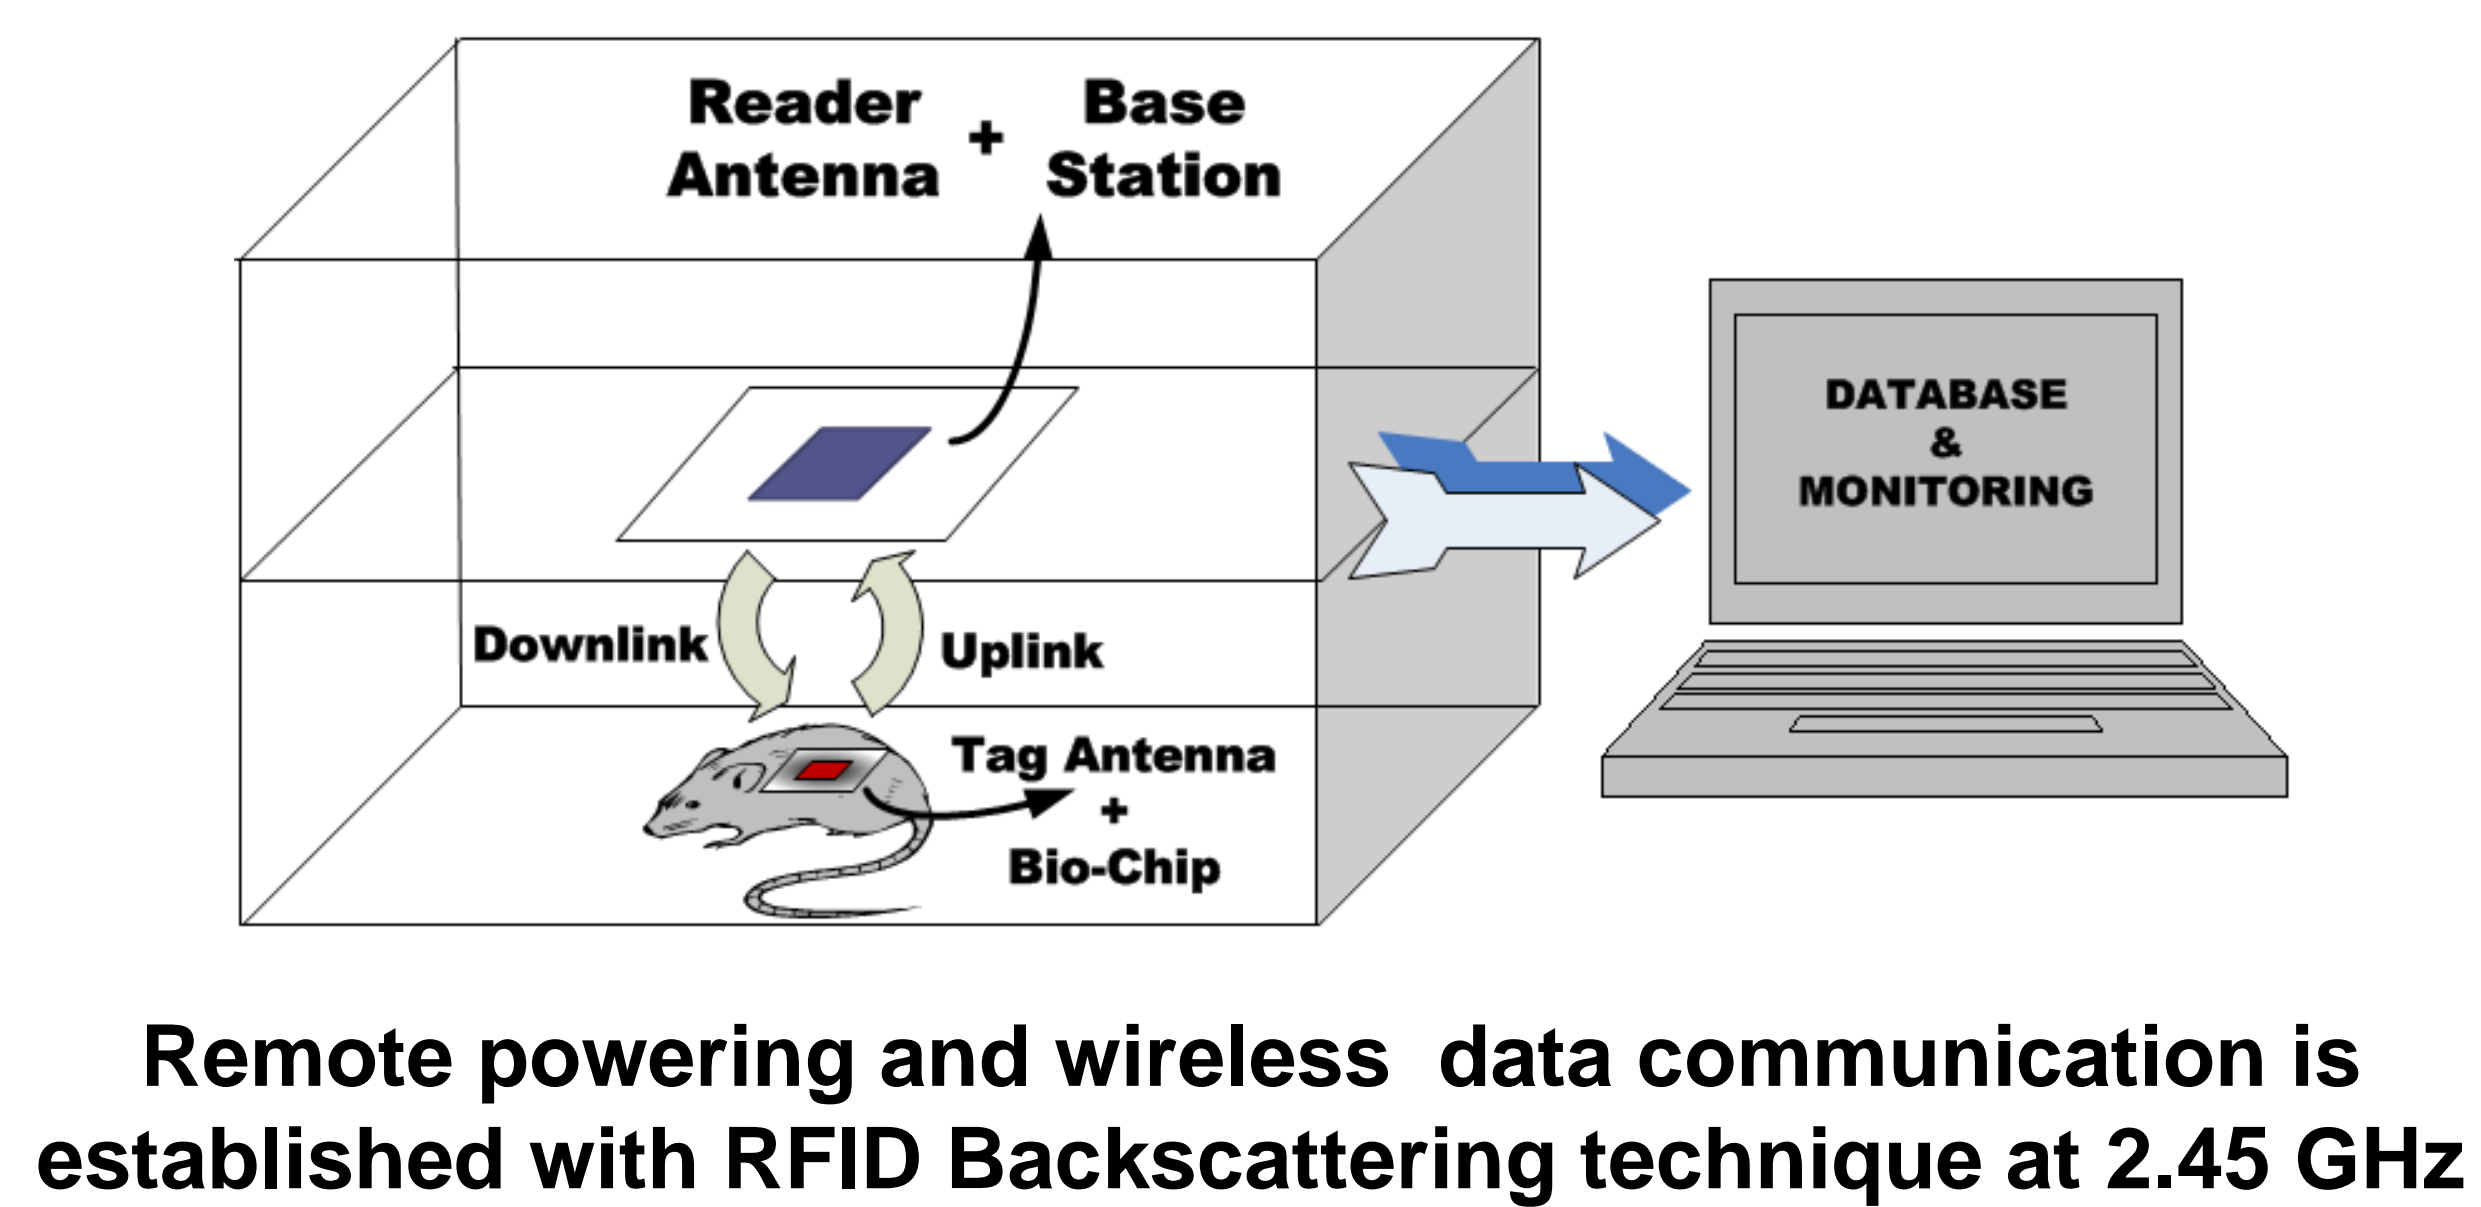 Reader
Antenna
+
Base
Station
DATABASE
&
MONITORING
Downlink
Uplink
Tag Antenna
+
Bio-Chip
Remote powering and wireless data communication is
established with RFID Backscattering technique at 2.45 GHz